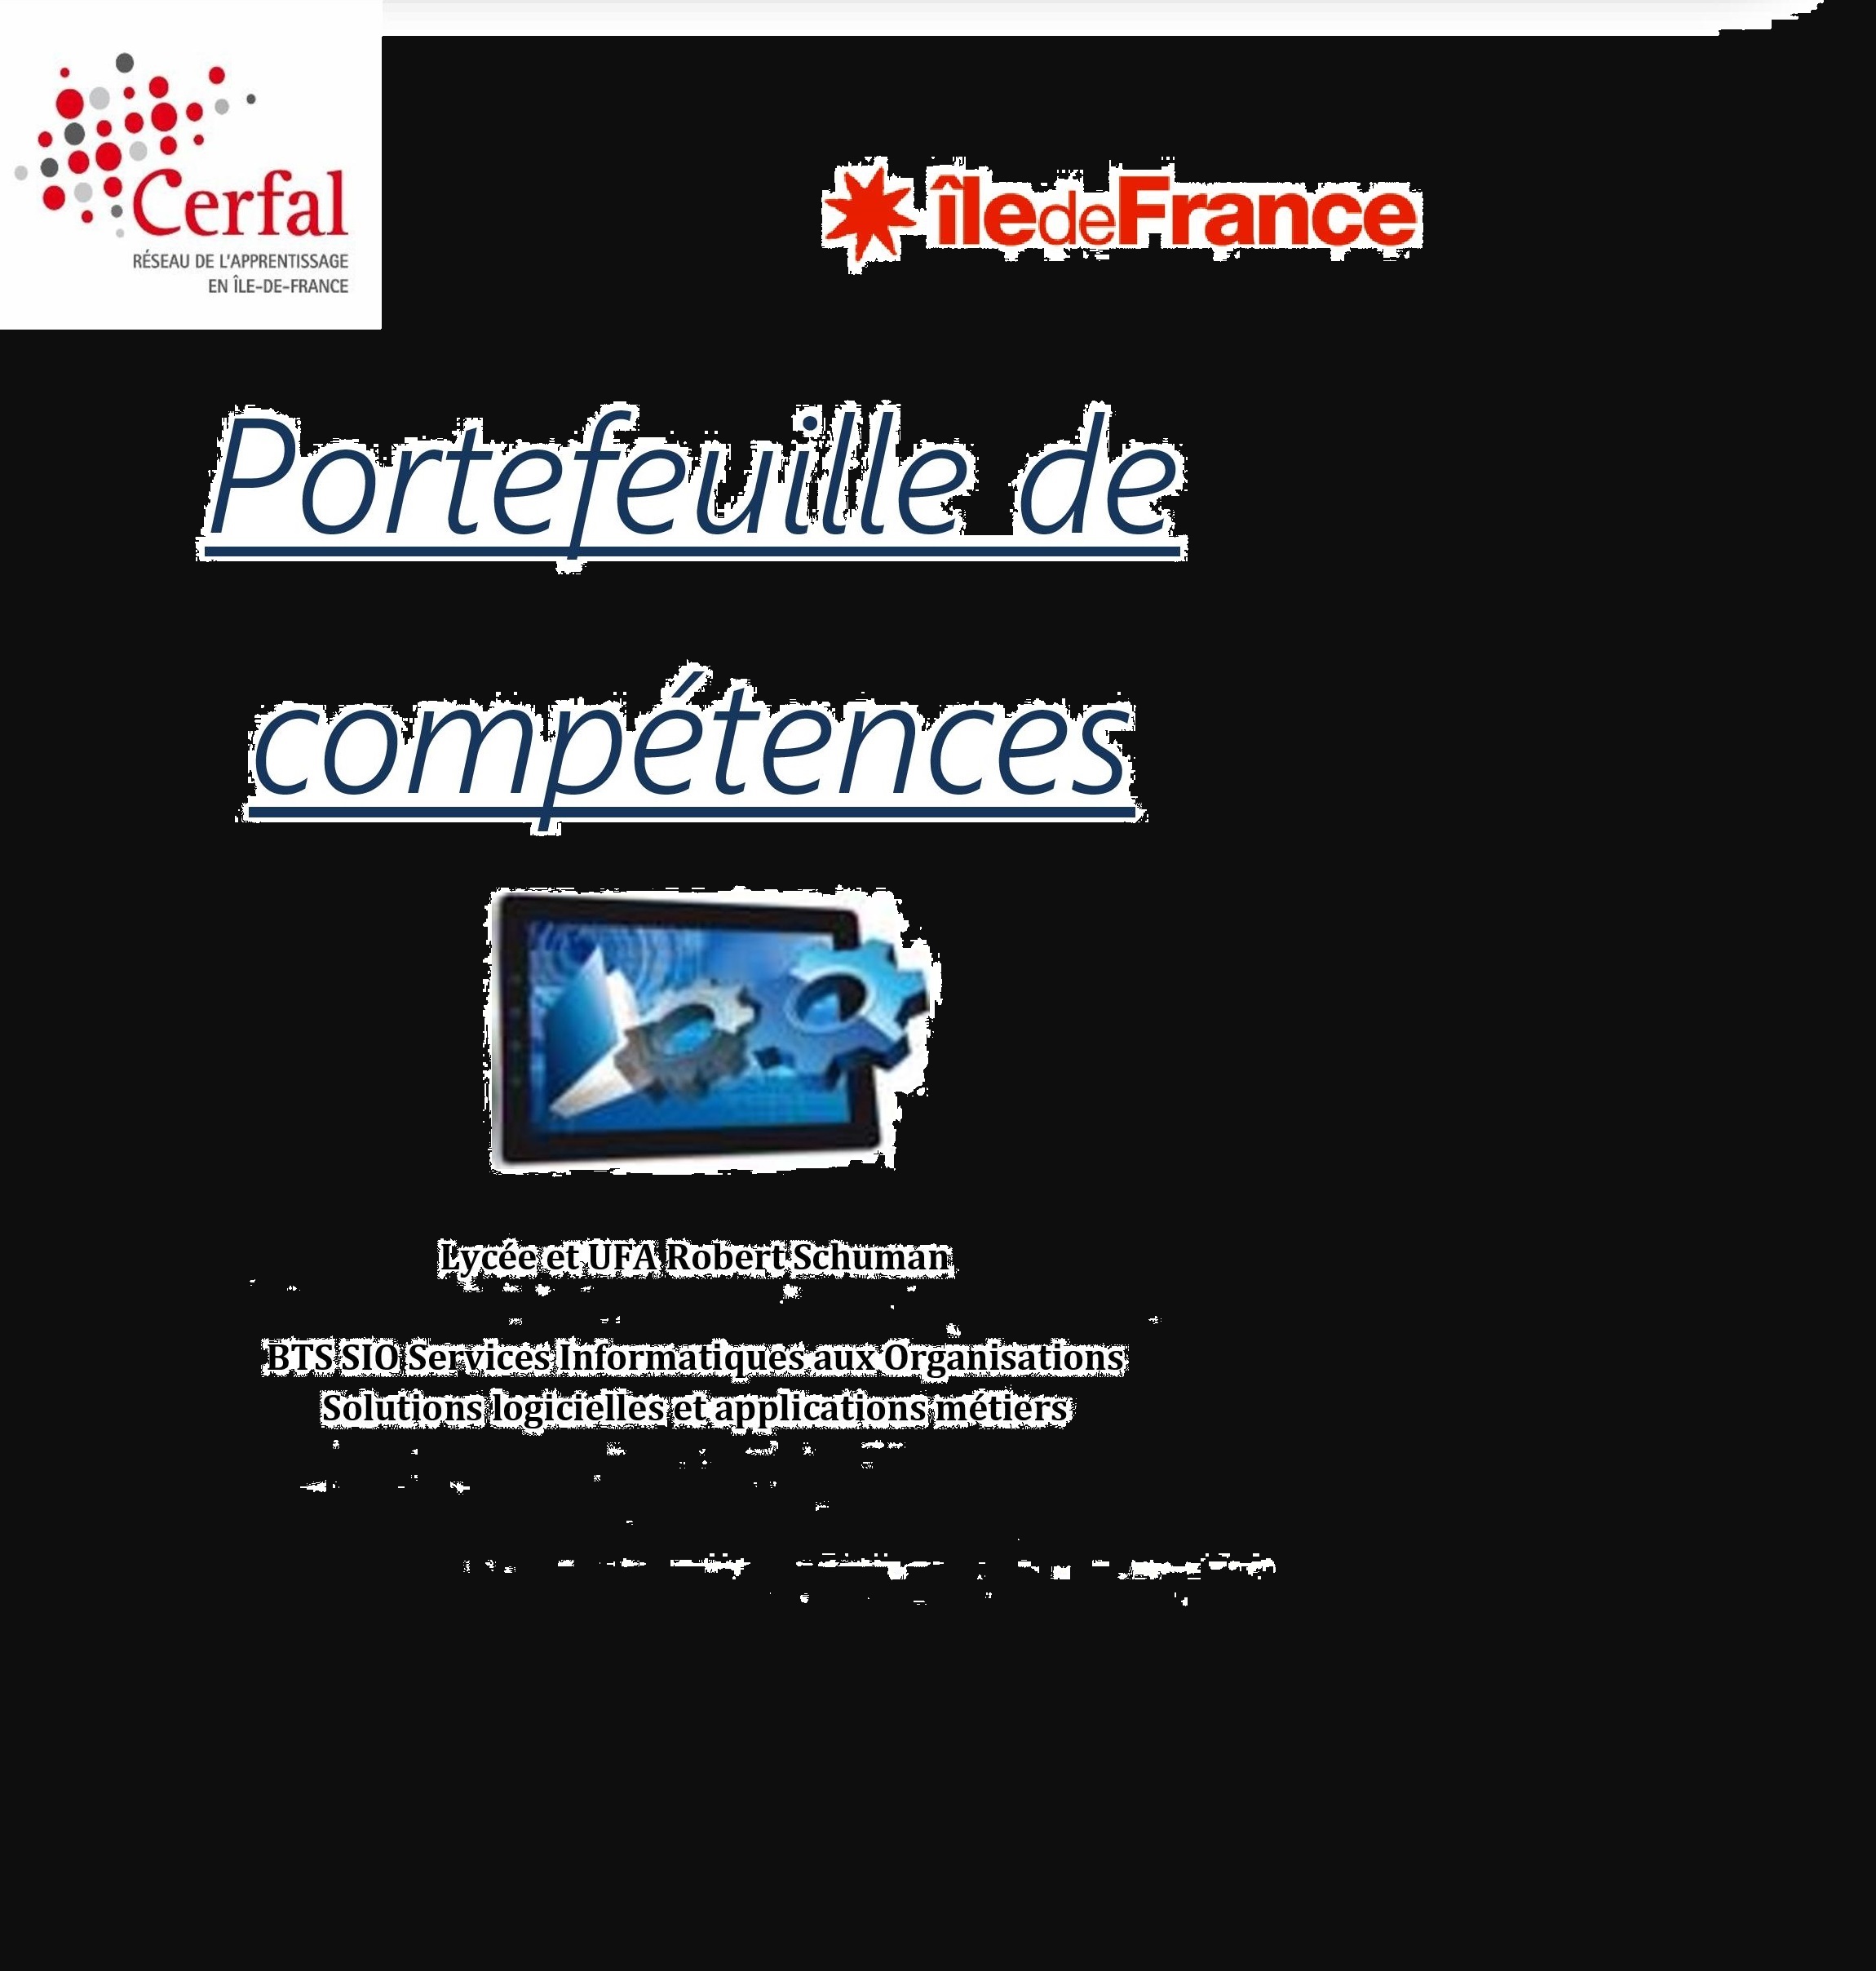 Cerfal
RÉSEAU DE L'APPRENTISSAGE
EN ÎLE-DE-FRANCE
îledeFrance
Portefeuille de
compétences
Lycée et UFA Robert Schuman
BTS SIO Services Informatiques aux Organisations
Solutions logicielles et applications métiers